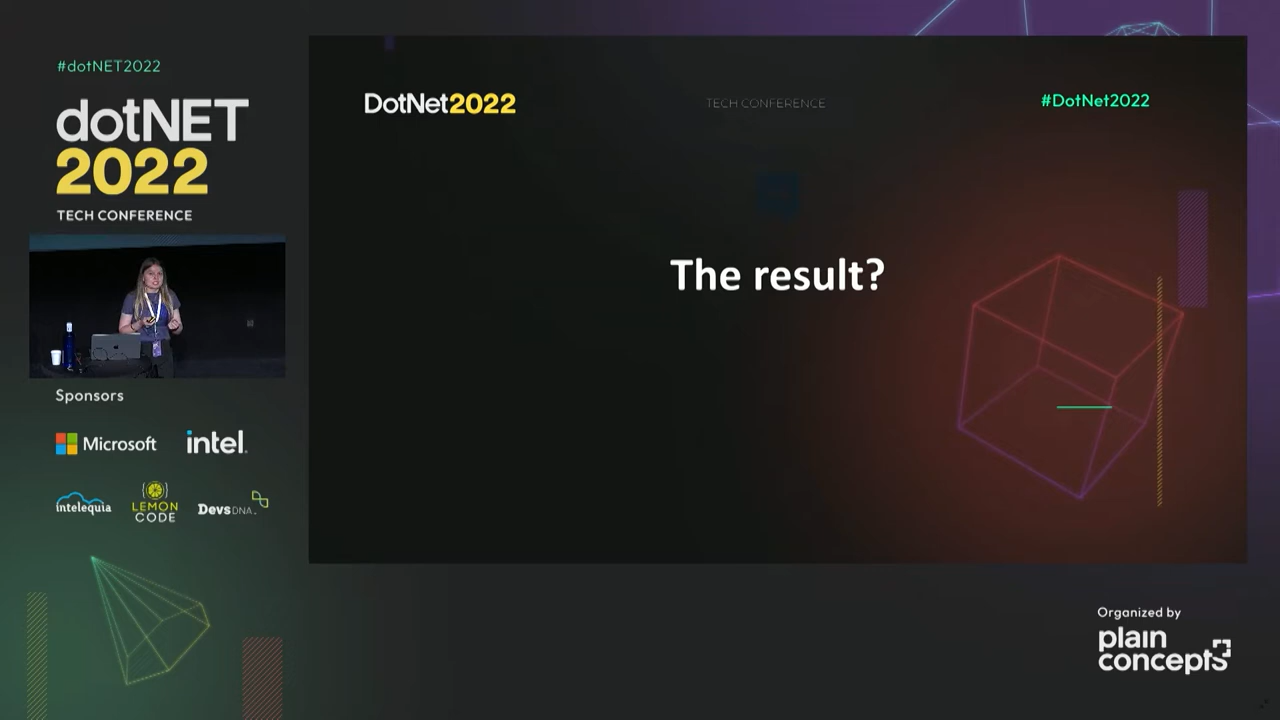 #dotNET2022
dotNET
2022
TECH CONFERENCE
Sponsors
Microsoft
intel.
intelequia
LEMON
CODE
DevsDNA.
DotNet2022
TECH CONFERENCE
#DotNet2022
The result?
Organized by
plain
concepts